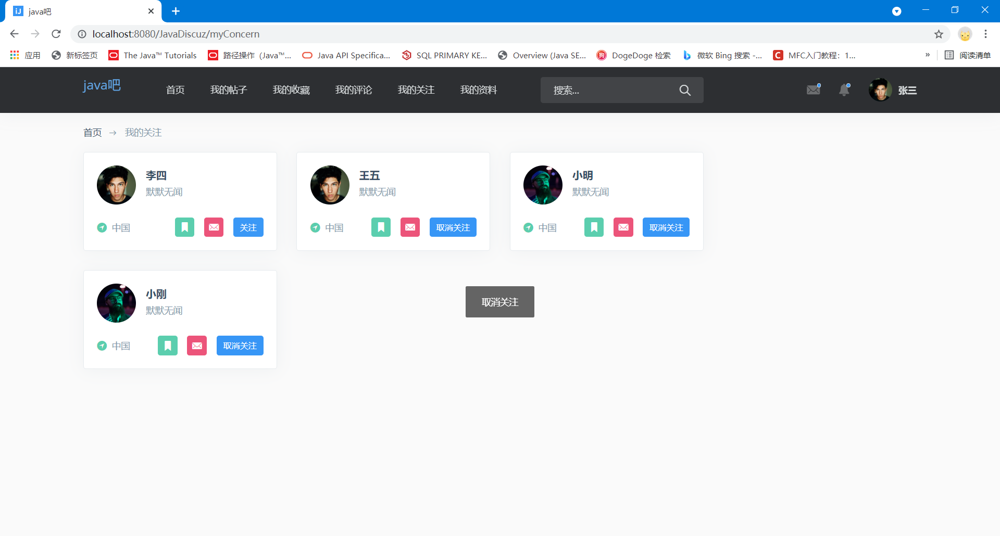 java吧
localhost:8080/JavaDiscuz/myConcern
应用 新标签页 The Java™ Tutorials 路径操作（Java™... Java API Specifica... SQL PRIMARY KE... Overview (Java SE... 狗 DogeDoge 检索 微软 Bing 搜索 -... C MFC入门教程：1... » 阅读清单
java吧 首页 我的帖子 我的收藏 我的评论 我的关注 我的资料 搜索... 张三
首页 → 我的关注
李四
默默无闻
中国 关注
王五
默默无闻
中国 取消关注
小明
默默无闻
中国 取消关注
小刚
默默无闻
中国 取消关注
取消关注